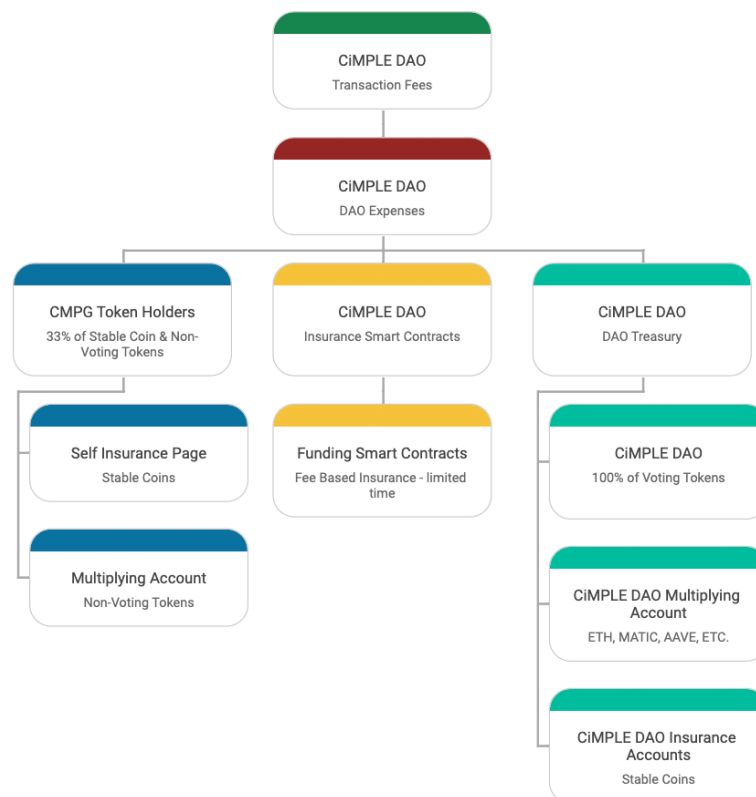 CiMPLE DAO
Transaction Fees
CiMPLE DAO
DAO Expenses
CMPG Token Holders
33% of Stable Coin & Non-
Voting Tokens
CiMPLE DAO
Insurance Smart Contracts
CiMPLE DAO
DAO Treasury
Self Insurance Page
Stable Coins
Funding Smart Contracts
Fee Based Insurance - limited
time
CiMPLE DAO
100% of Voting Tokens
Multiplying Account
Non-Voting Tokens
CiMPLE DAO Multiplying
Account
ETH, MATIC, AAVE, ETC.
CiMPLE DAO Insurance
Accounts
Stable Coins